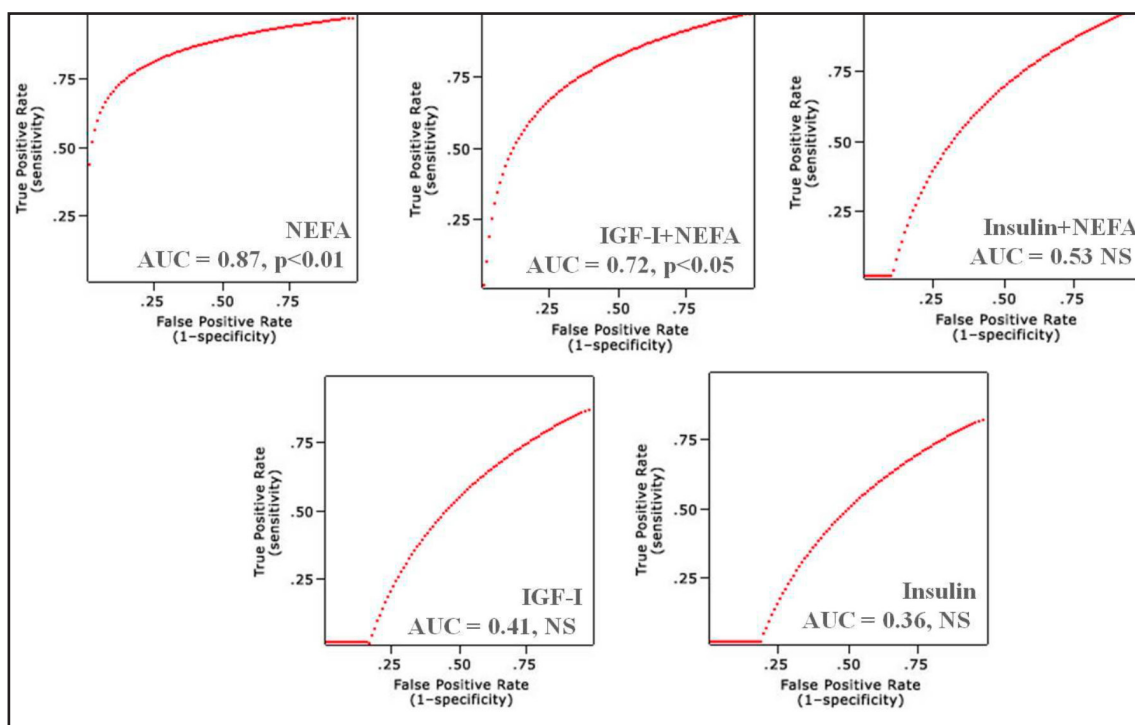 True Positive Rate
(sensitivity)
.75
.50
.25
NEFA
AUC = 0.87, p<0.01
.25
.50
.75
False Positive Rate
(1-specificity)
True Positive Rate
(sensitivity)
.75
.50
.25
IGF-I+NEFA
AUC = 0.72, p<0.05
.25
.50
.75
False Positive Rate
(1-specificity)
True Positive Rate
(sensitivity)
.75
.50
.25
Insulin+NEFA
AUC = 0.53 NS
.25
.50
.75
False Positive Rate
(1-specificity)
True Positive Rate
(sensitivity)
.75
.50
.25
IGF-I
AUC = 0.41, NS
.25
.50
.75
False Positive Rate
(1-specificity)
True Positive Rate
(sensitivity)
.75
.50
.25
Insulin
AUC = 0.36, NS
.25
.50
.75
False Positive Rate
(1-specificity)